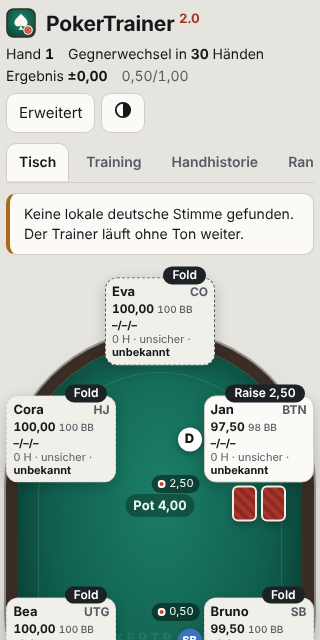 PokerTrainer 2.0
Hand 1 Gegnerwechsel in 30 Händen
Ergebnis ±0,00 0,50/1,00
Erweitert
Tisch Training Handhistorie Ran
Keine lokale deutsche Stimme gefunden.
Der Trainer läuft ohne Ton weiter.
Fold
Eva CO
100,00 100 BB
–/–/–
0 H · unsicher ·
unbekannt
Fold
Cora HJ
100,00 100 BB
–/–/–
0 H · unsicher ·
unbekannt
D
Raise 2,50
Jan BTN
97,50 98 BB
–/–/–
0 H · unsicher ·
unbekannt
2,50
Pot 4,00
Fold
Bea UTG
100,00 100 BB
0,50
SB
Fold
Bruno SB
99,50 100 BB